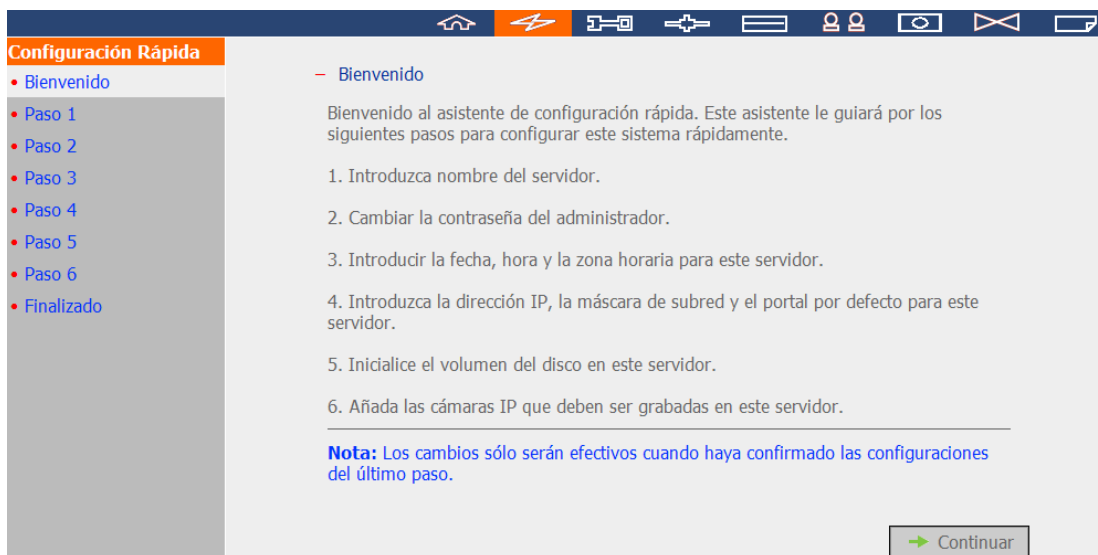 Configuración Rápida
• Bienvenido
• Paso 1
• Paso 2
• Paso 3
• Paso 4
• Paso 5
• Paso 6
• Finalizado
– Bienvenido
Bienvenido al asistente de configuración rápida. Este asistente le guiará por los
siguientes pasos para configurar este sistema rápidamente.
1. Introduzca nombre del servidor.
2. Cambiar la contraseña del administrador.
3. Introducir la fecha, hora y la zona horaria para este servidor.
4. Introduzca la dirección IP, la máscara de subred y el portal por defecto para este
servidor.
5. Inicialice el volumen del disco en este servidor.
6. Añada las cámaras IP que deben ser grabadas en este servidor.
Nota: Los cambios sólo serán efectivos cuando haya confirmado las configuraciones
del último paso.
Continuar